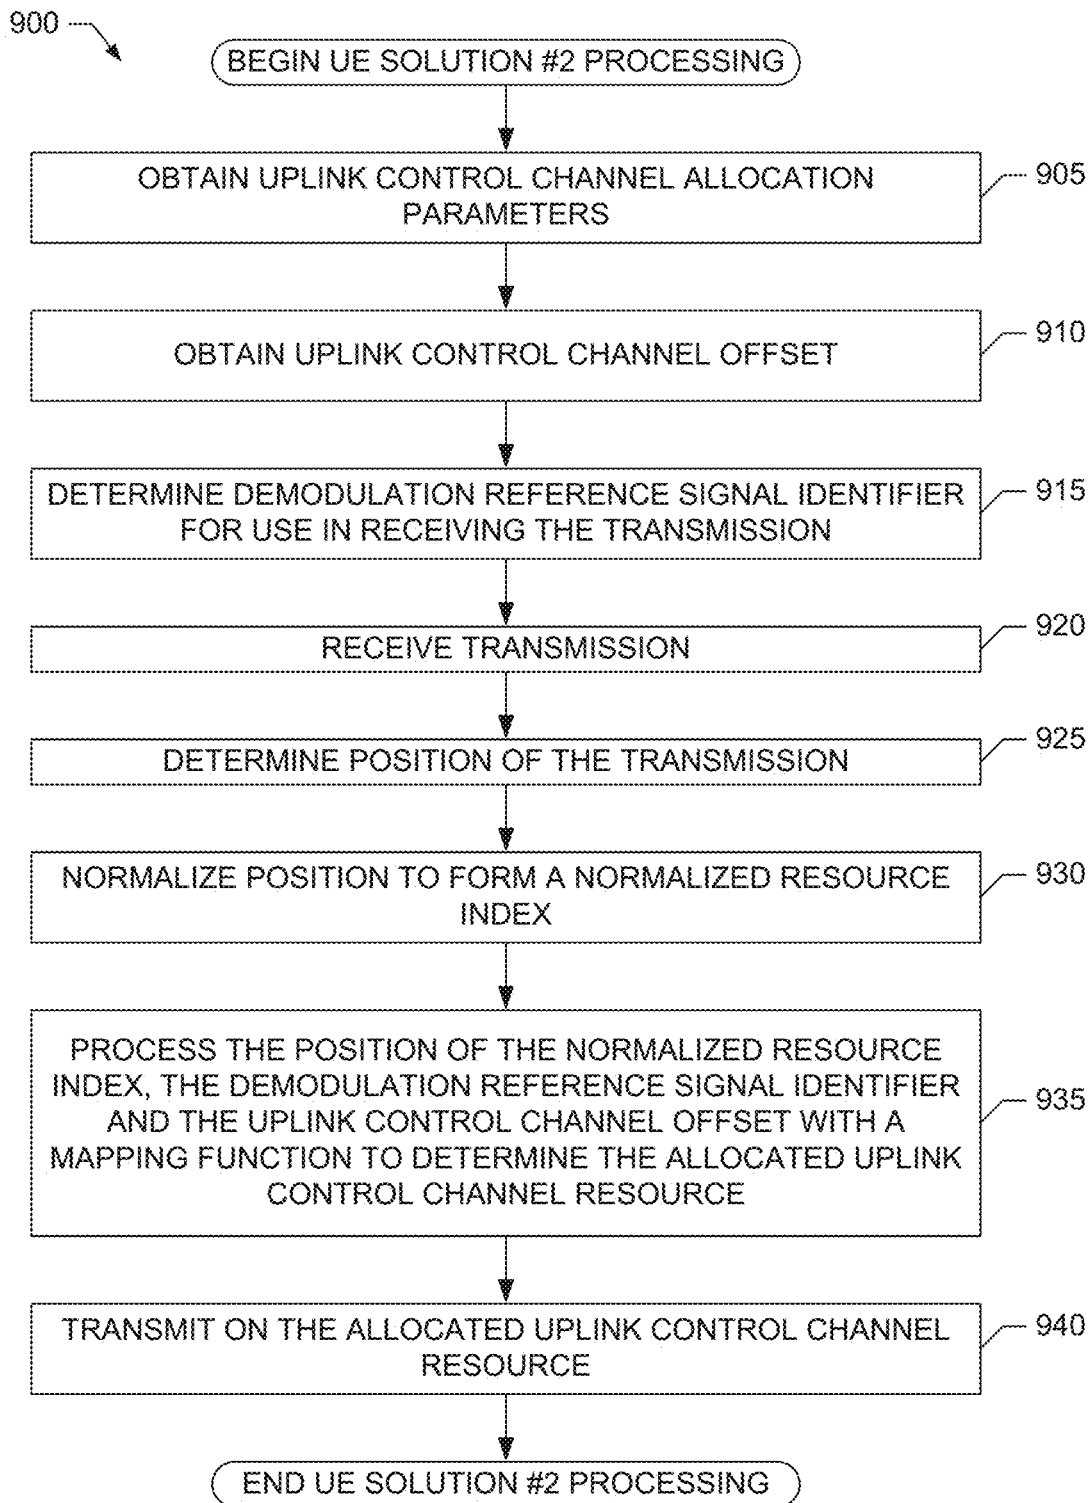 900
BEGIN UE SOLUTION #2 PROCESSING
OBTAIN UPLINK CONTROL CHANNEL ALLOCATION
PARAMETERS
905
OBTAIN UPLINK CONTROL CHANNEL OFFSET
910
DETERMINE DEMODULATION REFERENCE SIGNAL IDENTIFIER
FOR USE IN RECEIVING THE TRANSMISSION
915
RECEIVE TRANSMISSION
920
DETERMINE POSITION OF THE TRANSMISSION
925
NORMALIZE POSITION TO FORM A NORMALIZED RESOURCE
INDEX
930
PROCESS THE POSITION OF THE NORMALIZED RESOURCE
INDEX, THE DEMODULATION REFERENCE SIGNAL IDENTIFIER
AND THE UPLINK CONTROL CHANNEL OFFSET WITH A
MAPPING FUNCTION TO DETERMINE THE ALLOCATED UPLINK
CONTROL CHANNEL RESOURCE
935
TRANSMIT ON THE ALLOCATED UPLINK CONTROL CHANNEL
RESOURCE
940
END UE SOLUTION #2 PROCESSING